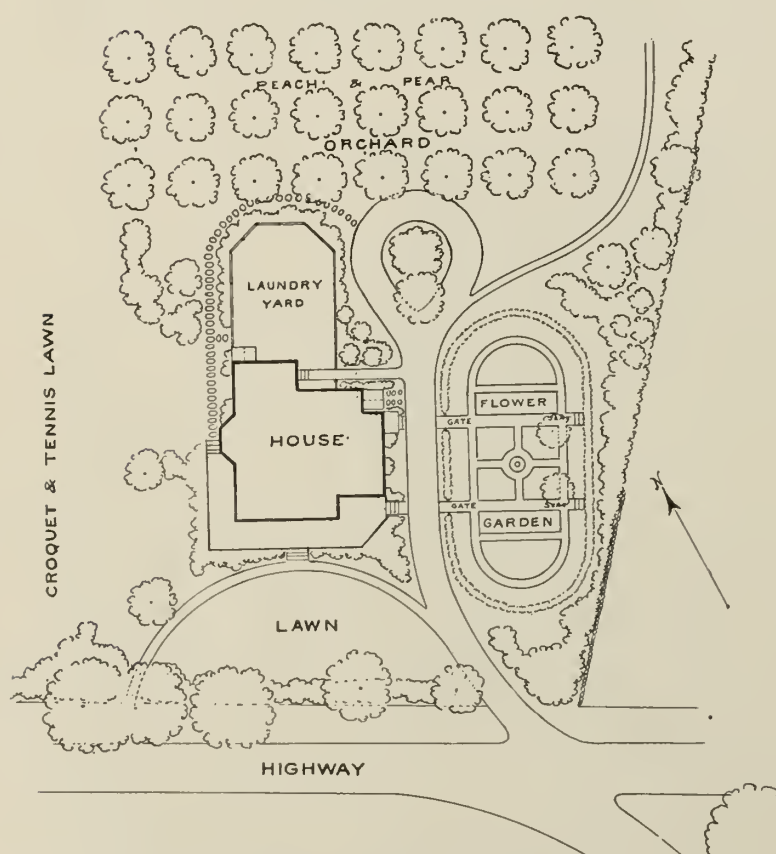 PEACH & PEAR
ORCHARD
LAUNDRY
YARD
CROQUET & TENNIS LAWN
HOUSE
FLOWER
GATE
GATE
GARDEN
N
LAWN
HIGHWAY